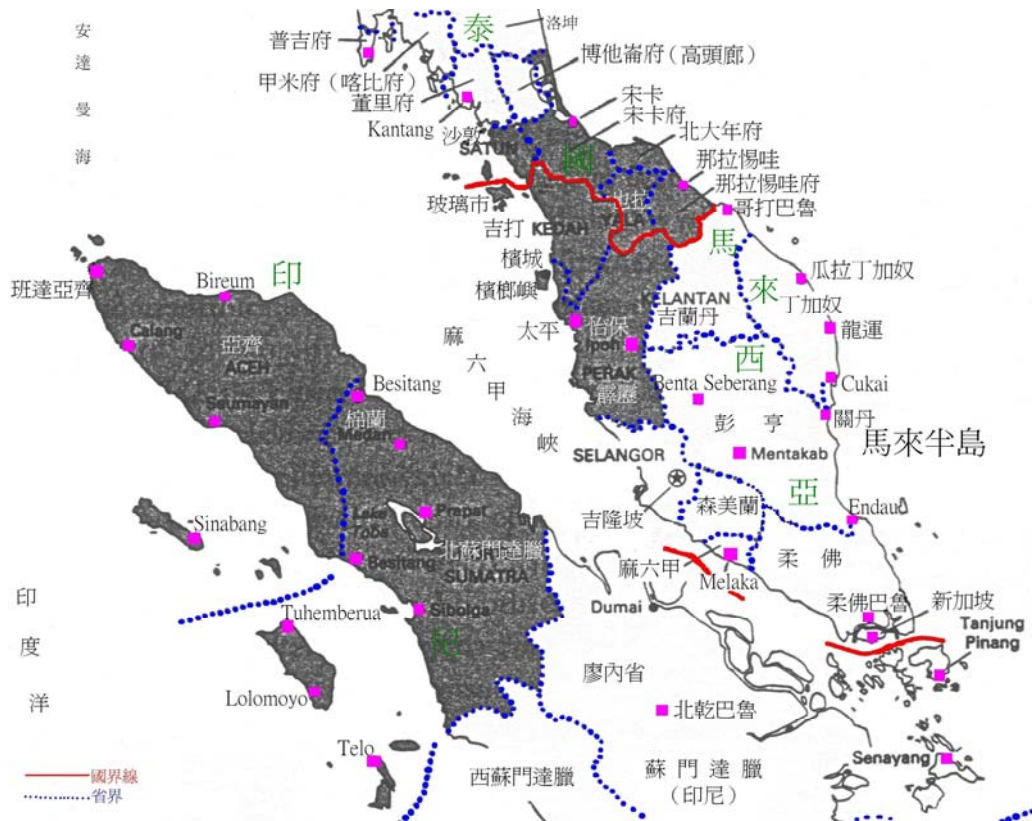 安達曼海
普吉府
泰
洛坤
博他崙府(高頭廊)
甲米府(喀比府)
董里府
Kantang
沙敦
SATUN
宋卡
宋卡府
國
北大年府
那拉惕哇
那拉惕哇府
哥打巴魯
玻璃市
吉打
KEDAH
YALA
馬
檳城
檳榔嶼
KELANTAN
吉蘭丹
來
瓜拉丁加奴
丁加奴
龍運
太平
怡保
Ipoh
PERAK
霹靂
西
Benta Seberang
Cukai
關丹
彭亨
馬來半島
Mentakab
SELANGOR
吉隆坡
森美蘭
亞
Endau
柔佛
麻六甲
Melaka
柔佛巴魯
新加坡
Tanjung
Pinang
麻六甲海峽
印
班達亞齊
Bireum
Calang
亞齊
ACEH
Seumayan
Besitang
棉蘭
Medan
Sinabang
Lake
Toba
Prapat
北蘇門達臘
SUMATRA
Besitang
Sibolga
Tuhemberua
Lolomoyo
Telo
Dumai
廖內省
北乾巴魯
Senayang
西蘇門達臘
蘇門達臘
(印尼)
印度洋
國界線
省界